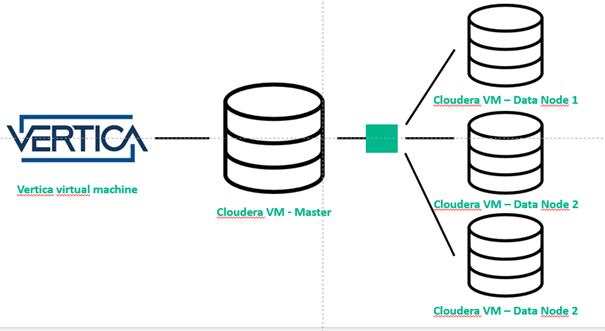 VERTICA
Vertica virtual machine
Cloudera VM - Master
Cloudera VM – Data Node 1
Cloudera VM – Data Node 2
Cloudera VM – Data Node 2